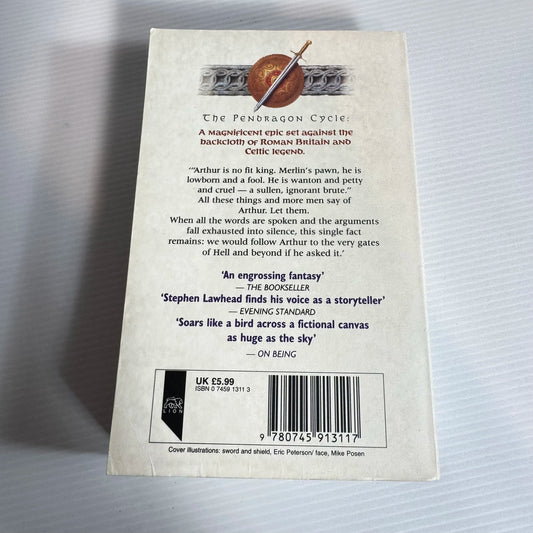 The Pendragon Cycle:
A magnificent epic set against the
backcloth of Roman Britain and
Celtic legend.
'"Arthur is no fit king. Merlin's pawn, he is
lowborn and a fool. He is wanton and petty
and cruel — a sullen, ignorant brute."
All these things and more men say of
Arthur. Let them.
When all the words are spoken and the arguments
fall exhausted into silence, this single fact
remains: we would follow Arthur to the very gates
of Hell and beyond if he asked it.'
'An engrossing fantasy'
— THE BOOKSELLER
'Stephen Lawhead finds his voice as a storyteller'
— EVENING STANDARD
'Soars like a bird across a fictional canvas
as huge as the sky'
— ON BEING
LION
UK £5.99
ISBN 0 7459 1311 3
9 780745 913117
Cover illustrations: sword and shield, Eric Peterson/ face, Mike Posen